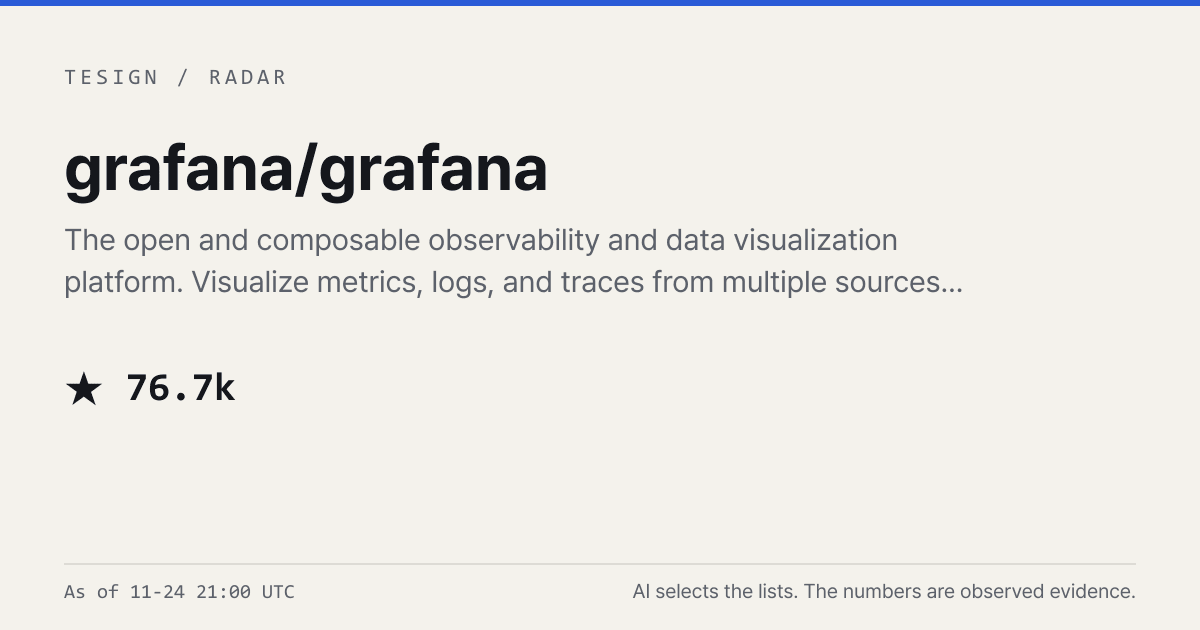 TESIGN / RADAR
grafana/grafana
The open and composable observability and data visualization
platform. Visualize metrics, logs, and traces from multiple sources...
★ 76.7k
As of 11-24 21:00 UTC
AI selects the lists. The numbers are observed evidence.